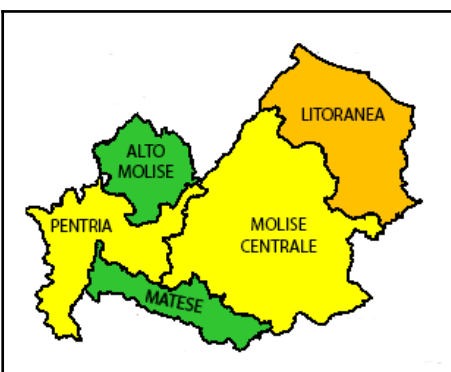 LITORANEA
ALTO
MOLISE
PENTRIA
MOLISE
CENTRALE
MATESE